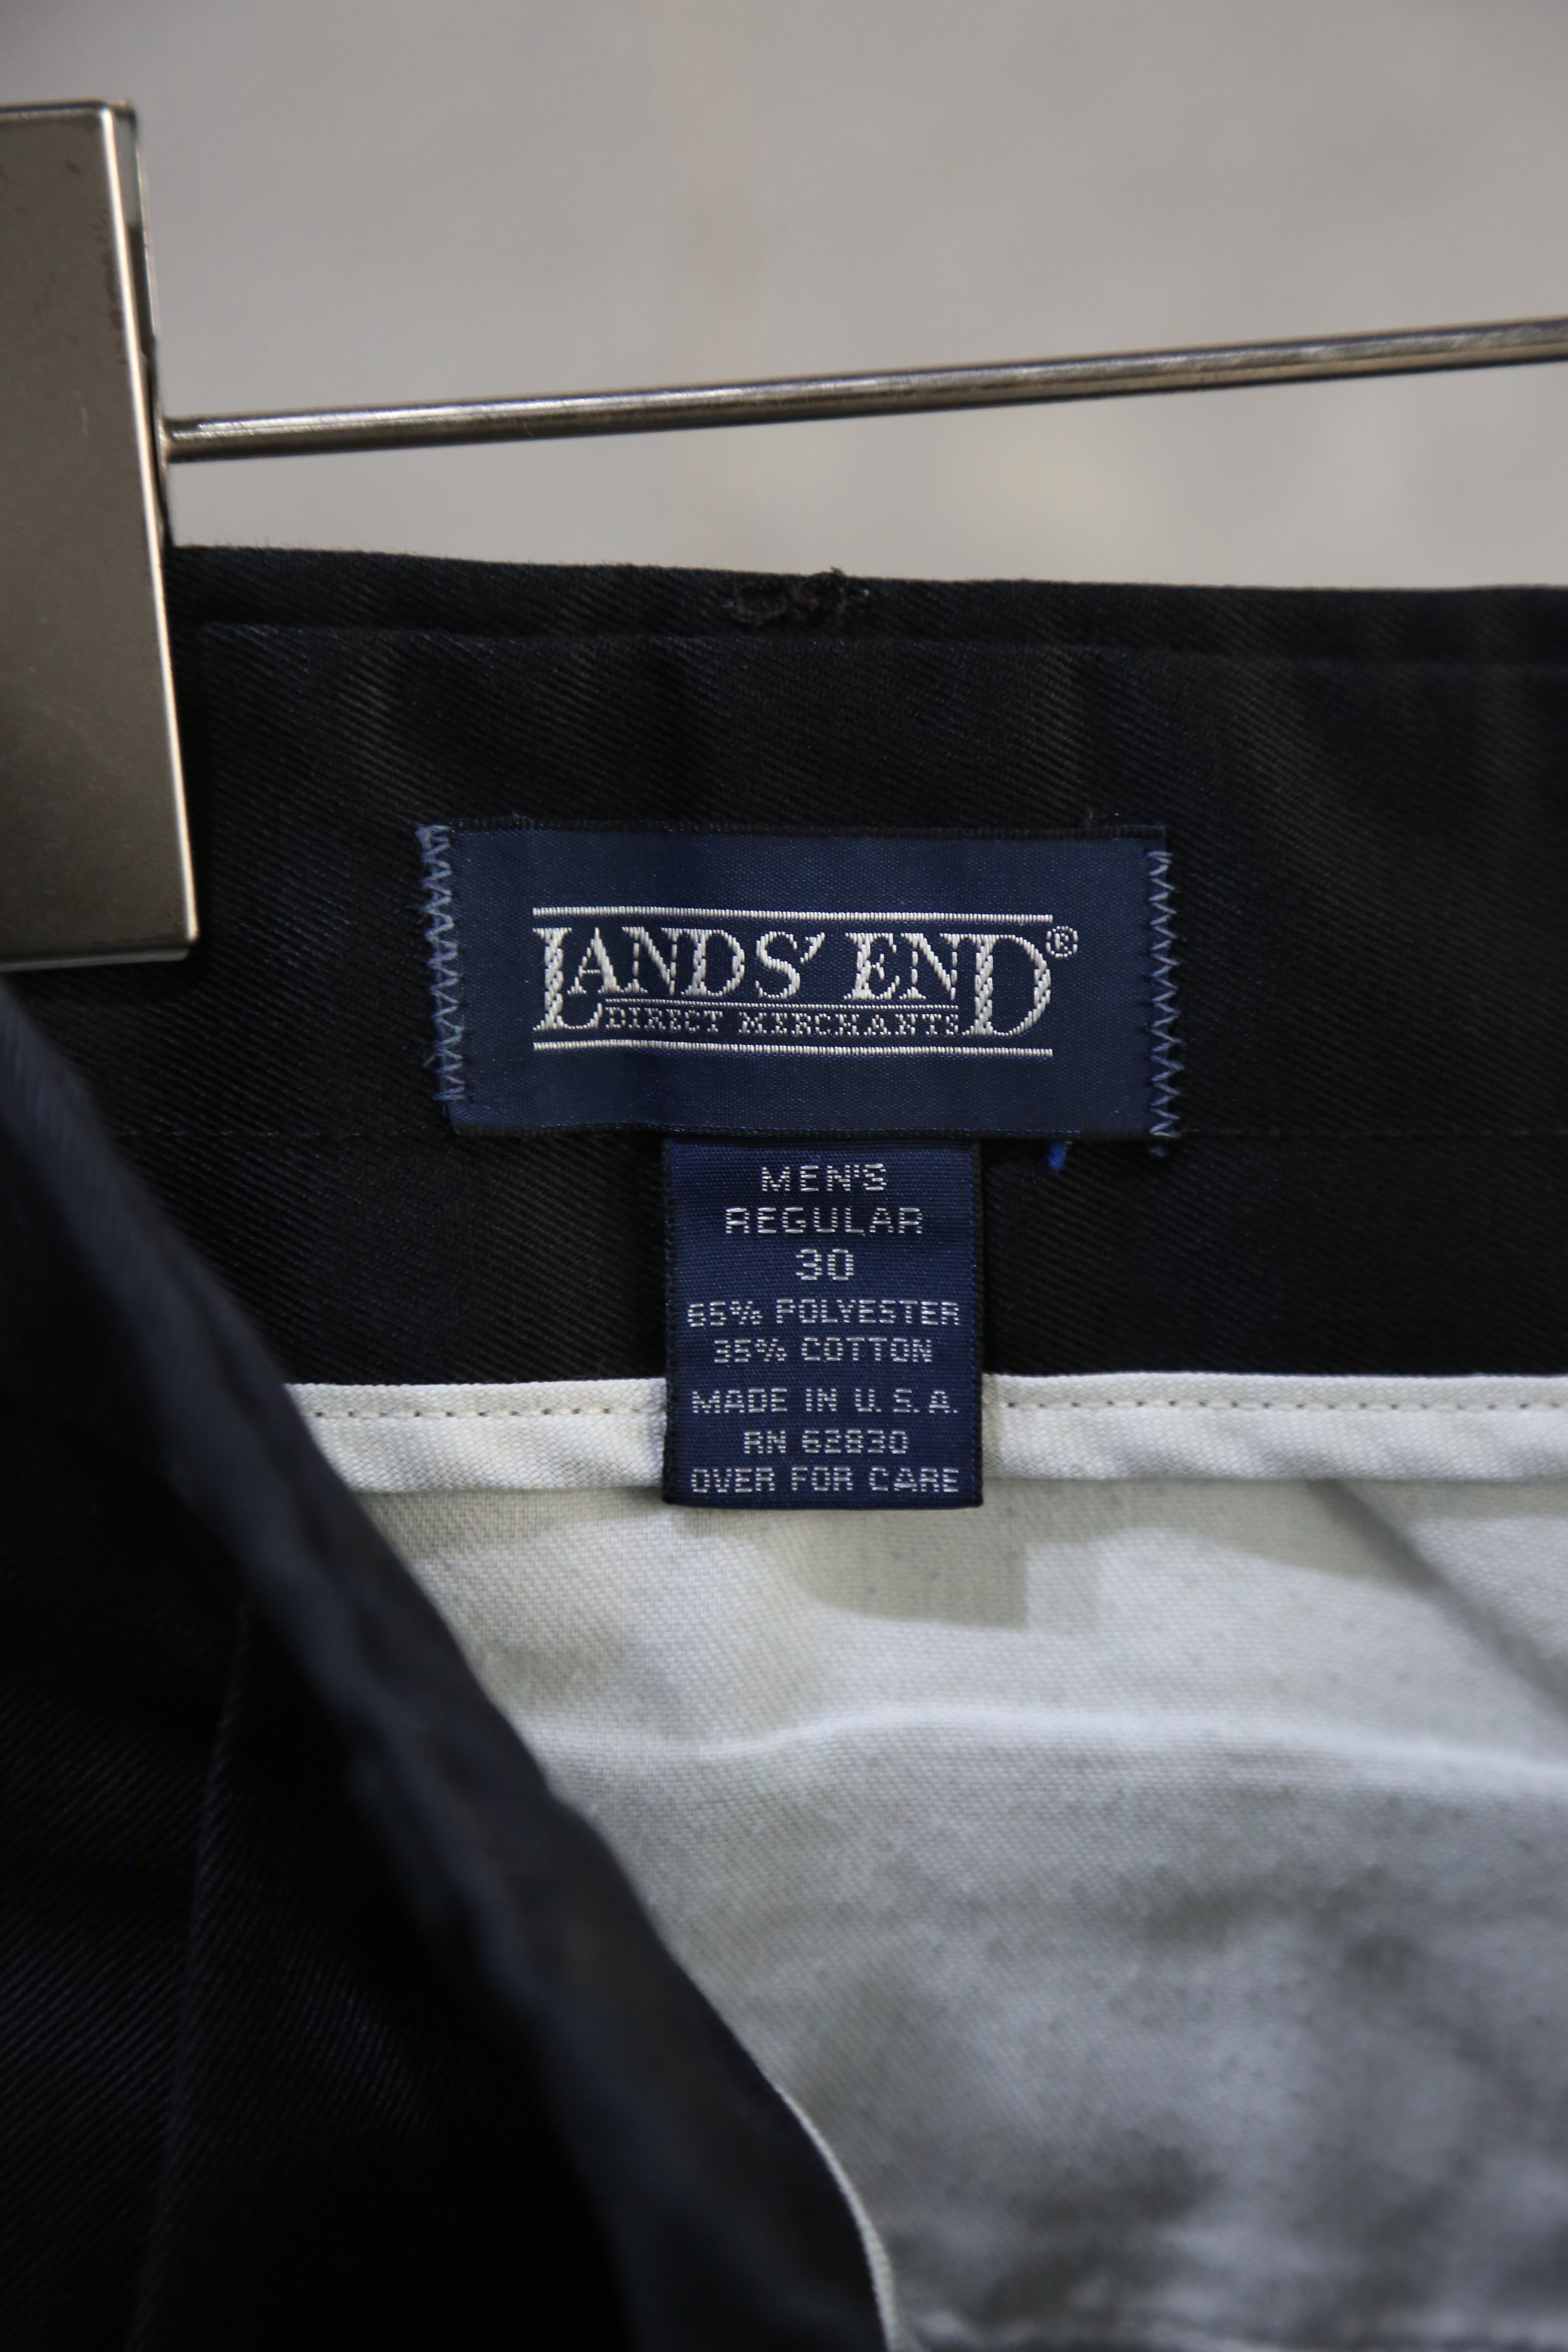 LANDS' END®
DIRECT MERCHANTS
MEN'S
REGULAR
30
65% POLYESTER
35% COTTON
MADE IN U.S.A.
RN 62830
OVER FOR CARE